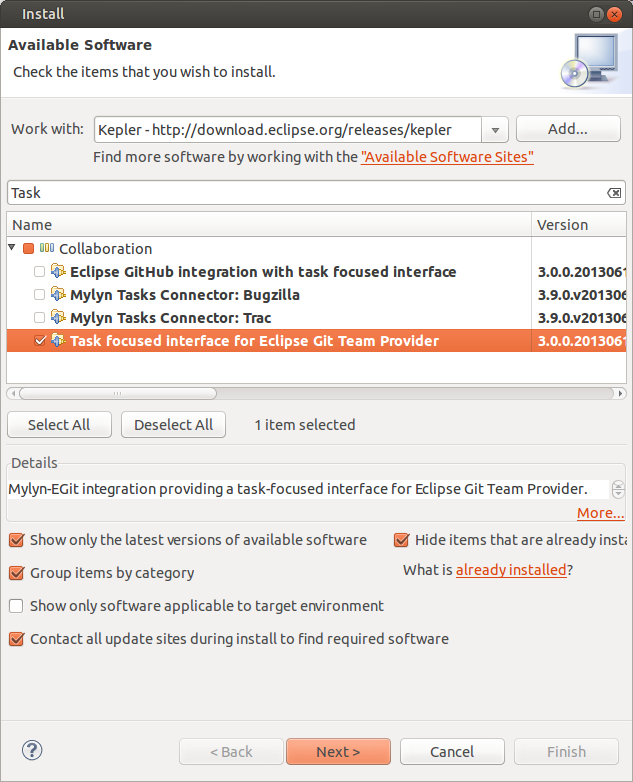 Install
Available Software
Check the items that you wish to install.
Work with: Kepler - http://download.eclipse.org/releases/kepler Add...
Find more software by working with the "Available Software Sites"
Task
Name Version
Collaboration
Eclipse GitHub integration with task focused interface 3.0.0.2013061
Mylyn Tasks Connector: Bugzilla 3.9.0.v201306
Mylyn Tasks Connector: Trac 3.9.0.v201306
Task focused interface for Eclipse Git Team Provider 3.0.0.2013061
Select All Deselect All 1 item selected
Details
Mylyn-EGit integration providing a task-focused interface for Eclipse Git Team Provider.
More...
Show only the latest versions of available software Hide items that are already insta
Group items by category What is already installed?
Show only software applicable to target environment
Contact all update sites during install to find required software
? < Back Next > Cancel Finish